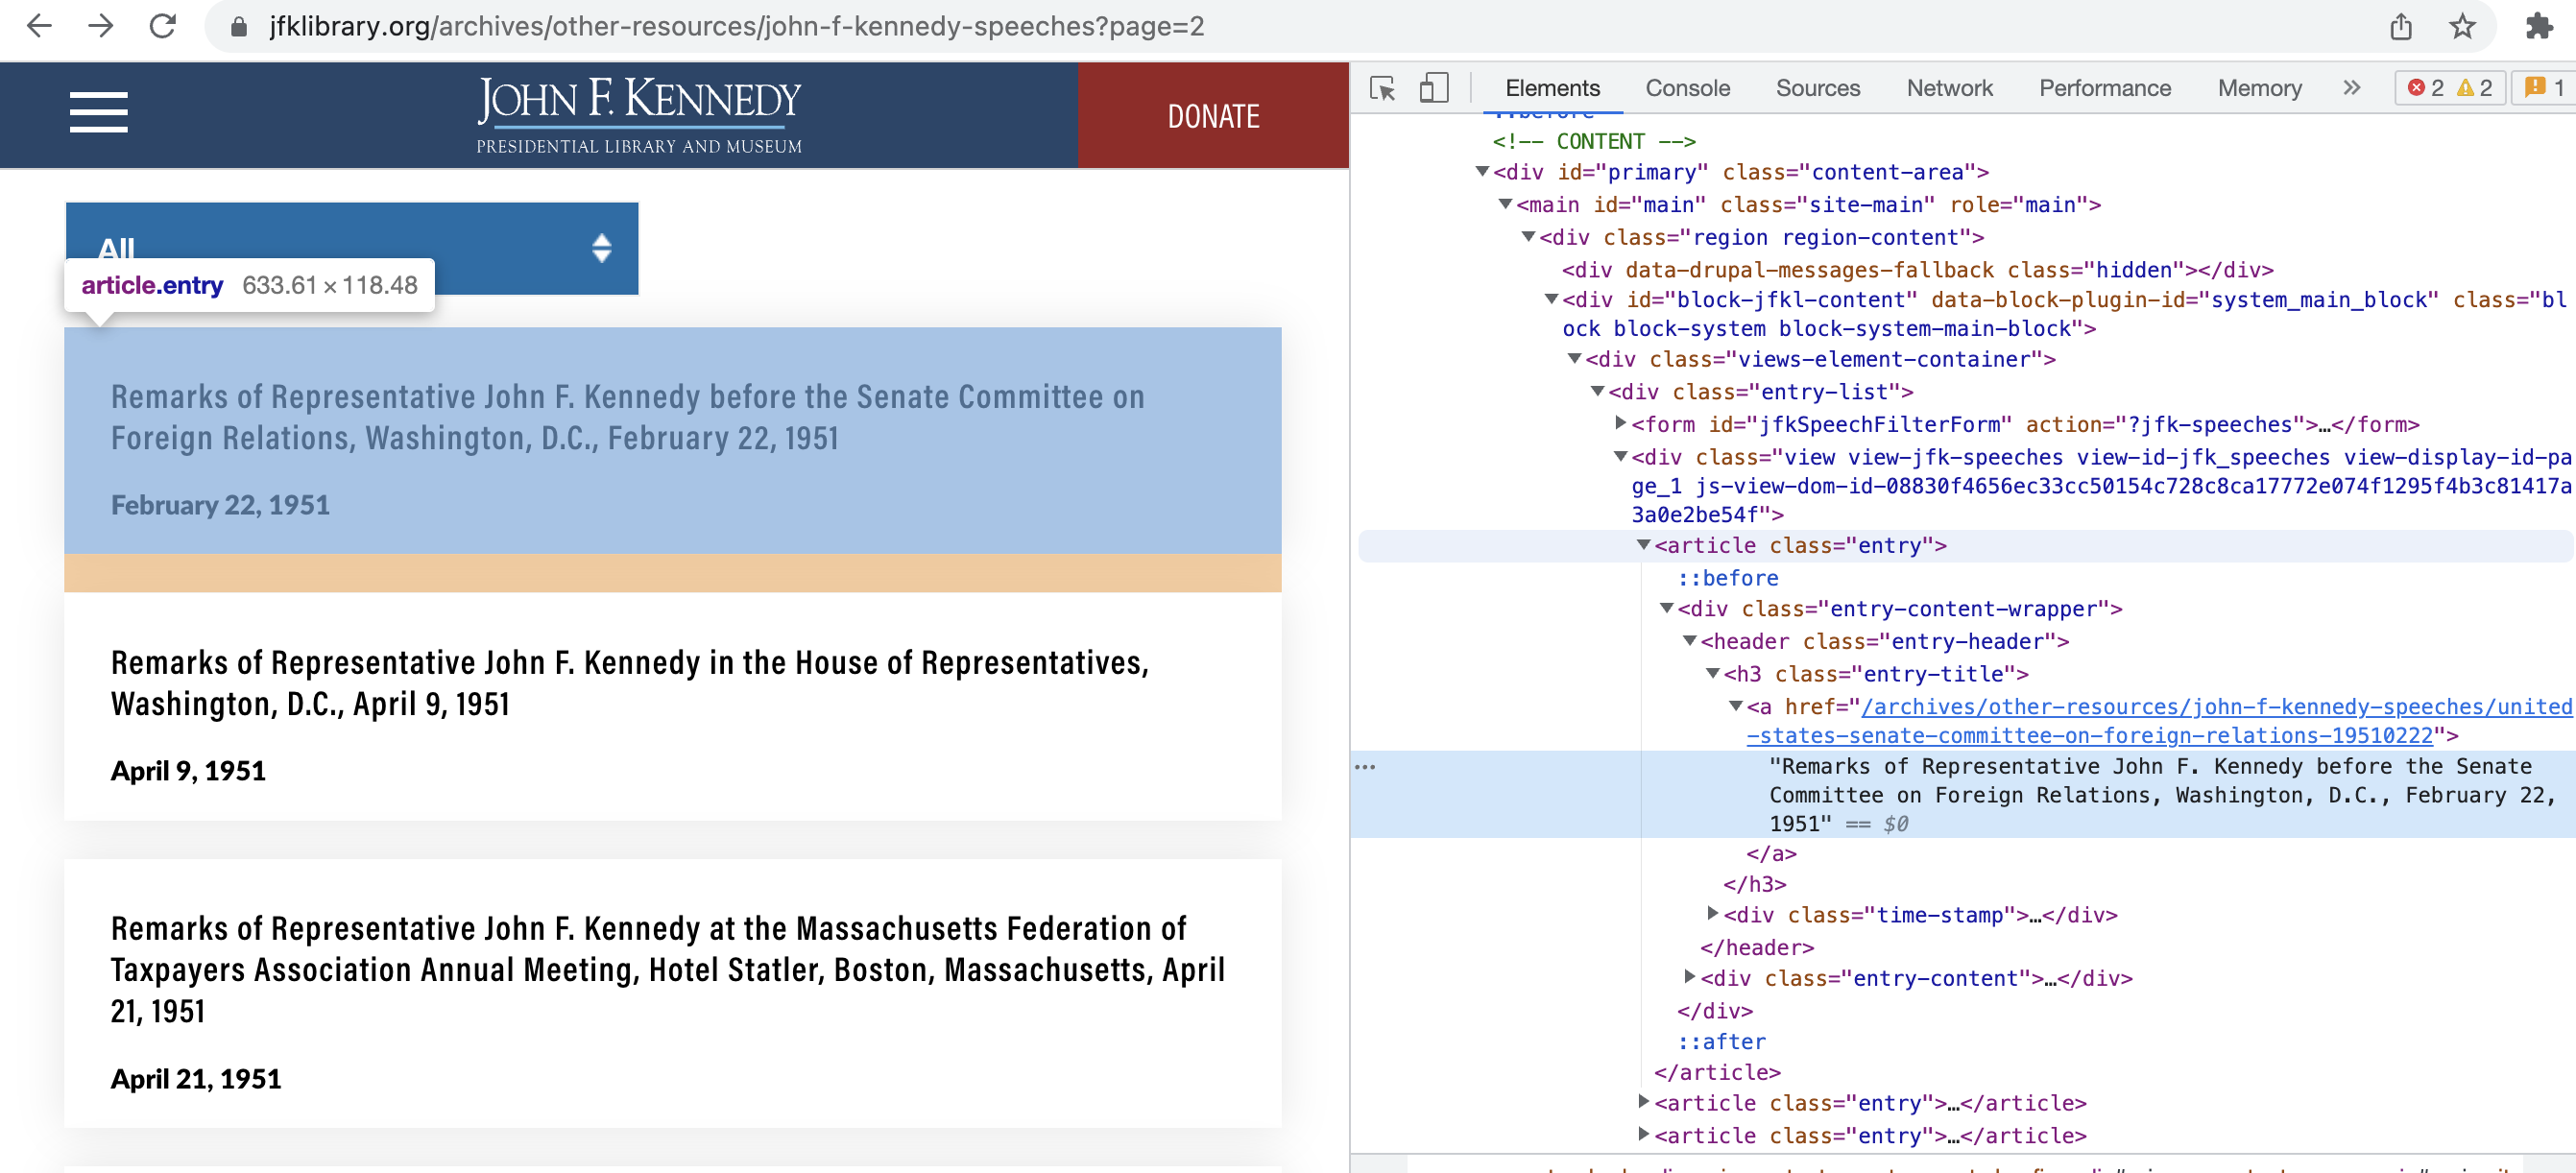 jfklibrary.org/archives/other-resources/john-f-kennedy-speeches?page=2
JOHN F. KENNEDY
PRESIDENTIAL LIBRARY AND MUSEUM
DONATE
All
article.entry 633.61 × 118.48
Remarks of Representative John F. Kennedy before the Senate Committee on
Foreign Relations, Washington, D.C., February 22, 1951
February 22, 1951
Remarks of Representative John F. Kennedy in the House of Representatives,
Washington, D.C., April 9, 1951
April 9, 1951
Remarks of Representative John F. Kennedy at the Massachusetts Federation of
Taxpayers Association Annual Meeting, Hotel Statler, Boston, Massachusetts, April
21, 1951
April 21, 1951
Elements Console Sources Network Performance Memory » 2 2 1
::before
<!-- CONTENT -->
<div id="primary" class="content-area">
<main id="main" class="site-main" role="main">
<div class="region region-content">
<div data-drupal-messages-fallback class="hidden"></div>
<div id="block-jfkl-content" data-block-plugin-id="system_main_block" class="bl
ock block-system block-system-main-block">
<div class="views-element-container">
<div class="entry-list">
<form id="jfkSpeechFilterForm" action="?jfk-speeches">…</form>
<div class="view view-jfk-speeches view-id-jfk_speeches view-display-id-pa
ge_1 js-view-dom-id-08830f4656ec33cc50154c728c8ca17772e074f1295f4b3c81417a
3a0e2be54f">
<article class="entry">
::before
<div class="entry-content-wrapper">
<header class="entry-header">
<h3 class="entry-title">
<a href="/archives/other-resources/john-f-kennedy-speeches/united
-states-senate-committee-on-foreign-relations-19510222">
"Remarks of Representative John F. Kennedy before the Senate
Committee on Foreign Relations, Washington, D.C., February 22,
1951" == $0
</a>
</h3>
<div class="time-stamp">…</div>
</header>
<div class="entry-content">…</div>
</div>
::after
</article>
<article class="entry">…</article>
<article class="entry">…</article>